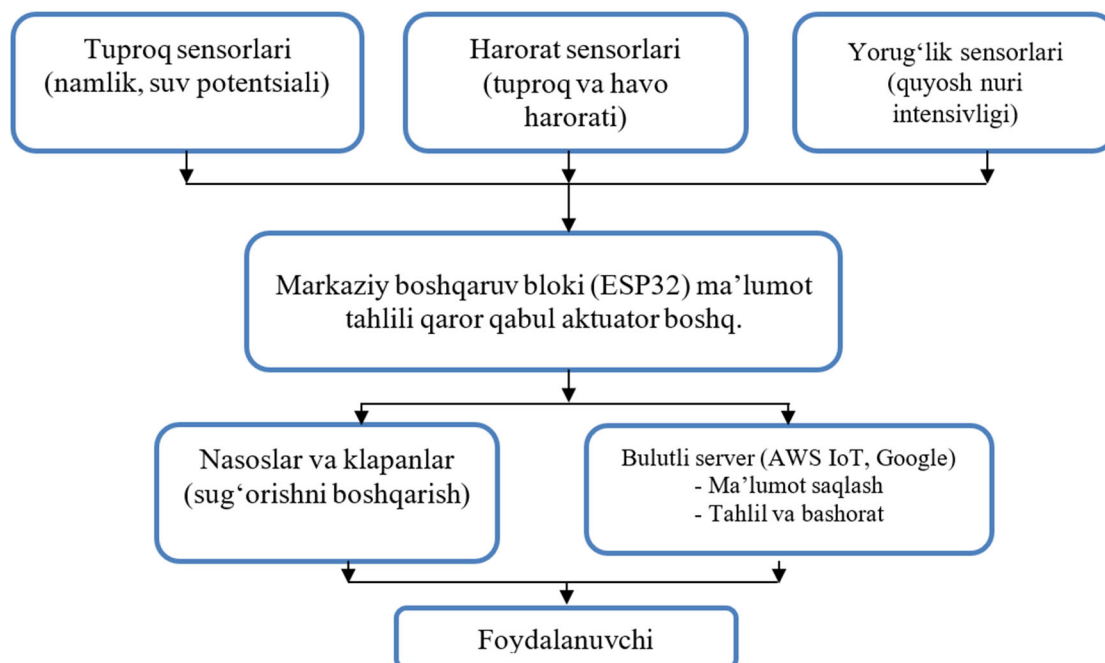 Tuproq sensorlari
(namlik, suv potentsiali)
Harorat sensorlari
(tuproq va havo
harorati)
Yorug‘lik sensorlari
(quyosh nuri
intensivligi)
Markaziy boshqaruv bloki (ESP32) ma’lumot
tahlili qaror qabul aktuator boshq.
Nasoslar va klapanlar
(sug‘orishni boshqarish)
Bulutli server (AWS IoT, Google)
- Ma’lumot saqlash
- Tahlil va bashorat
Foydalanuvchi